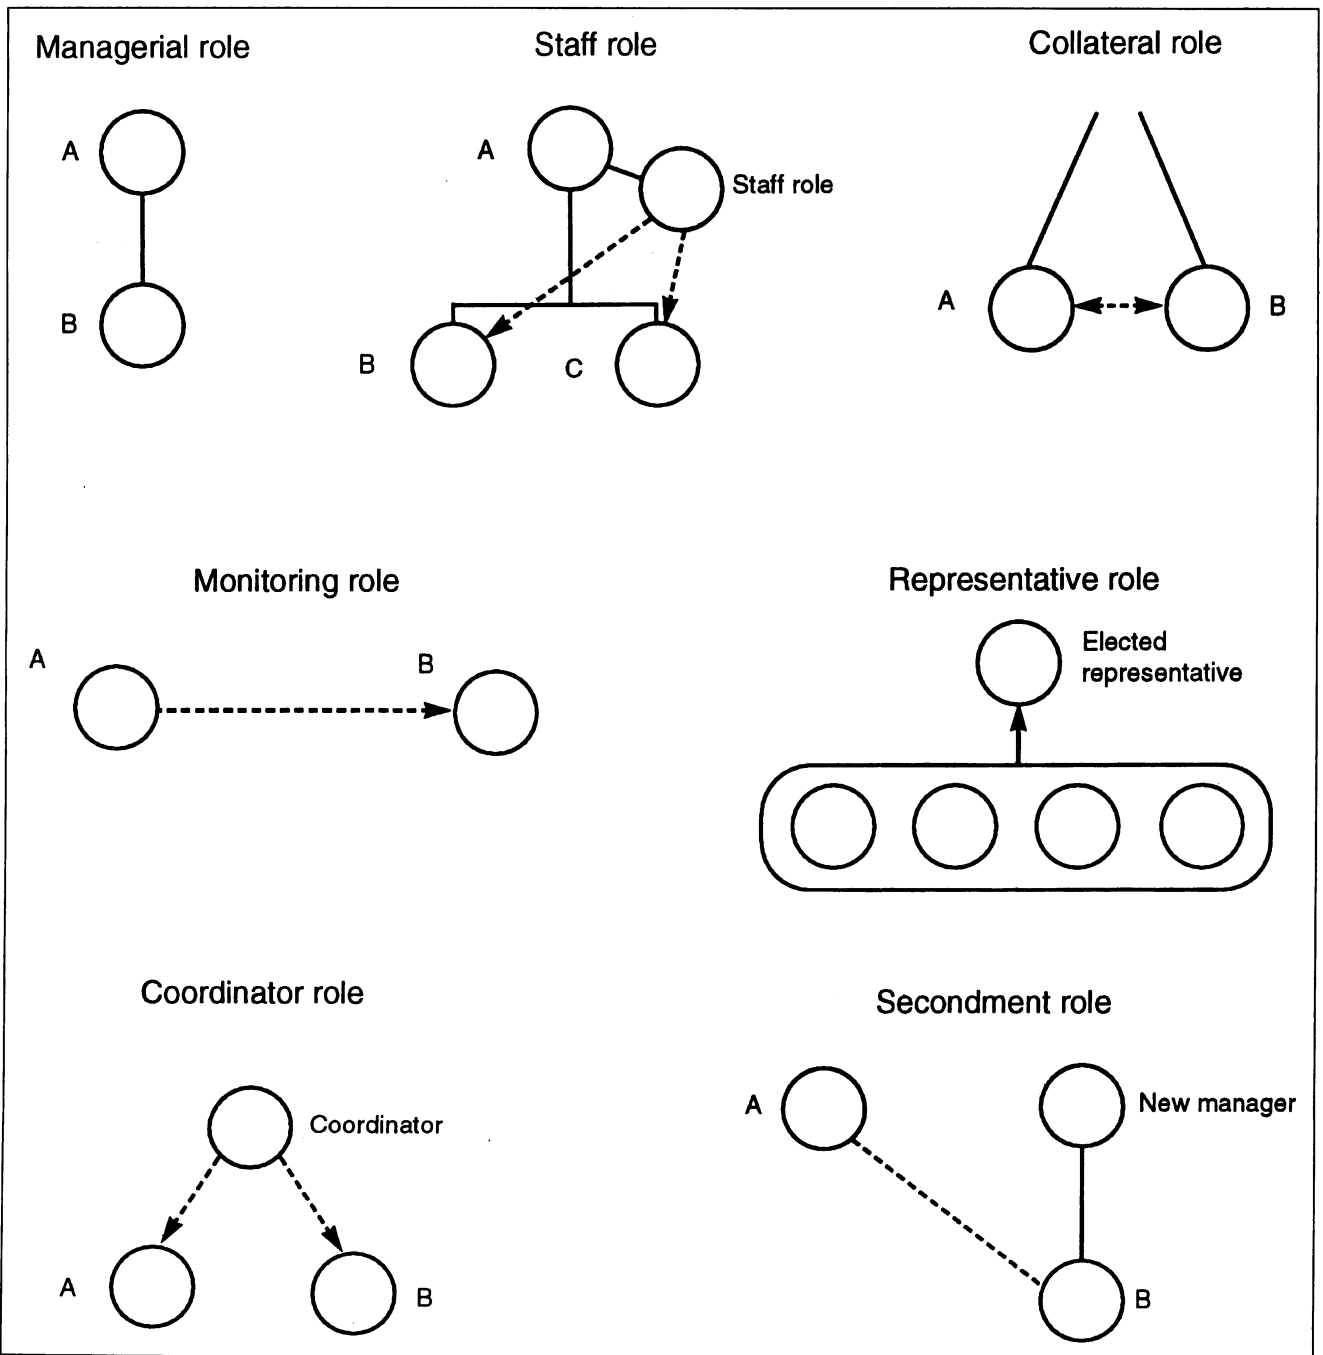 Managerial role
A
B
Staff role
A
Staff role
B
C
Collateral role
A
B
Monitoring role
A
B
Representative role
Elected
representative
Coordinator role
Coordinator
A
B
Secondment role
A
New manager
B